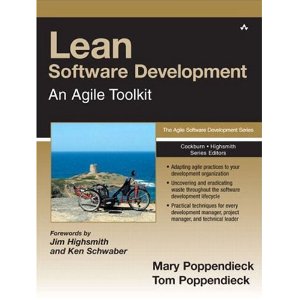 Lean
Software Development
An Agile Toolkit
The Agile Software Development Series
Cockburn • Highsmith
Series Editors
• Adapting agile practices to your
development organization
• Uncovering and eradicating
waste throughout the software
development lifecycle
• Practical techniques for every
development manager, project
manager, and technical leader
Forewords by
Jim Highsmith
and Ken Schwaber
Mary Poppendieck
Tom Poppendieck